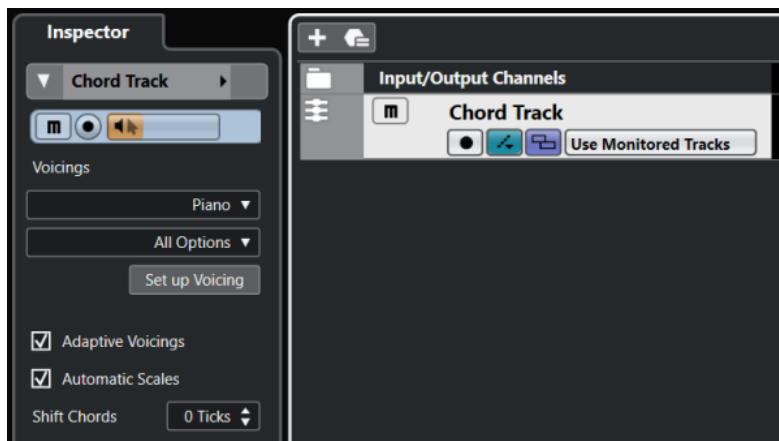 Inspector
Chord Track
m
Voicings
Piano
All Options
Set up Voicing
Adaptive Voicings
Automatic Scales
Shift Chords 0 Ticks
Input/Output Channels
m Chord Track
Use Monitored Tracks